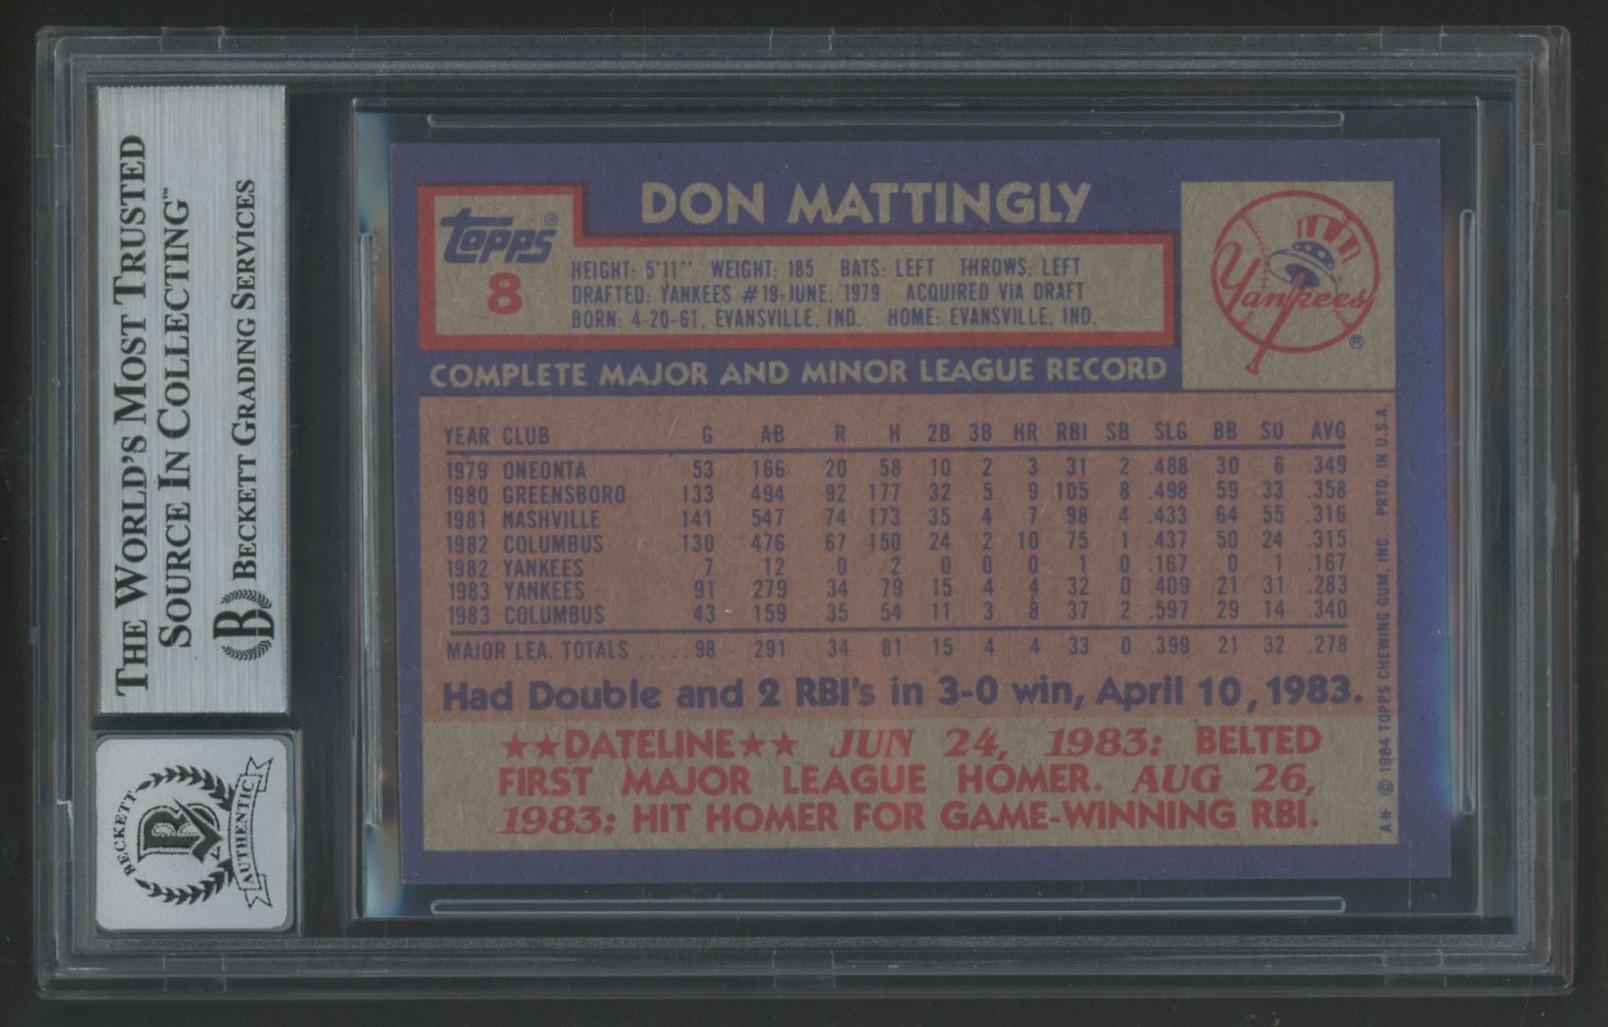 THE WORLD'S MOST TRUSTED
SOURCE IN COLLECTING™
B BECKETT GRADING SERVICES
BECKETT
B
AUTHENTIC
DON MATTINGLY
Topps®
8
HEIGHT: 5'11" WEIGHT: 185 BATS: LEFT THROWS: LEFT
DRAFTED: YANKEES #19-JUNE, 1979 ACQUIRED VIA DRAFT
BORN: 4-20-61, EVANSVILLE, IND. HOME: EVANSVILLE, IND.
Yankees
®
COMPLETE MAJOR AND MINOR LEAGUE RECORD
YEAR CLUB G AB R H 2B 3B HR RBI SB SLG BB SO AVG
1979 ONEONTA 53 166 20 58 10 2 3 31 2 .488 30 6 .349
1980 GREENSBORO 133 494 92 177 32 5 9 105 8 .498 59 33 .358
1981 NASHVILLE 141 547 74 173 35 4 7 98 4 .433 64 55 .316
1982 COLUMBUS 130 476 67 150 24 2 10 75 1 .437 50 24 .315
1982 YANKEES 7 12 0 2 0 0 0 1 0 .167 0 1 .167
1983 YANKEES 91 279 34 79 15 4 4 32 0 .409 21 31 .283
1983 COLUMBUS 43 159 35 54 11 3 8 37 2 .597 29 14 .340
MAJOR LEA. TOTALS ..... 98 291 34 81 15 4 4 33 0 .399 21 32 .278
Had Double and 2 RBI's in 3-0 win, April 10, 1983.
★★DATELINE★★ JUN 24, 1983: BELTED
FIRST MAJOR LEAGUE HOMER. AUG 26,
1983: HIT HOMER FOR GAME-WINNING RBI.
A* © 1984 TOPPS CHEWING GUM, INC. PRTD. IN U.S.A.